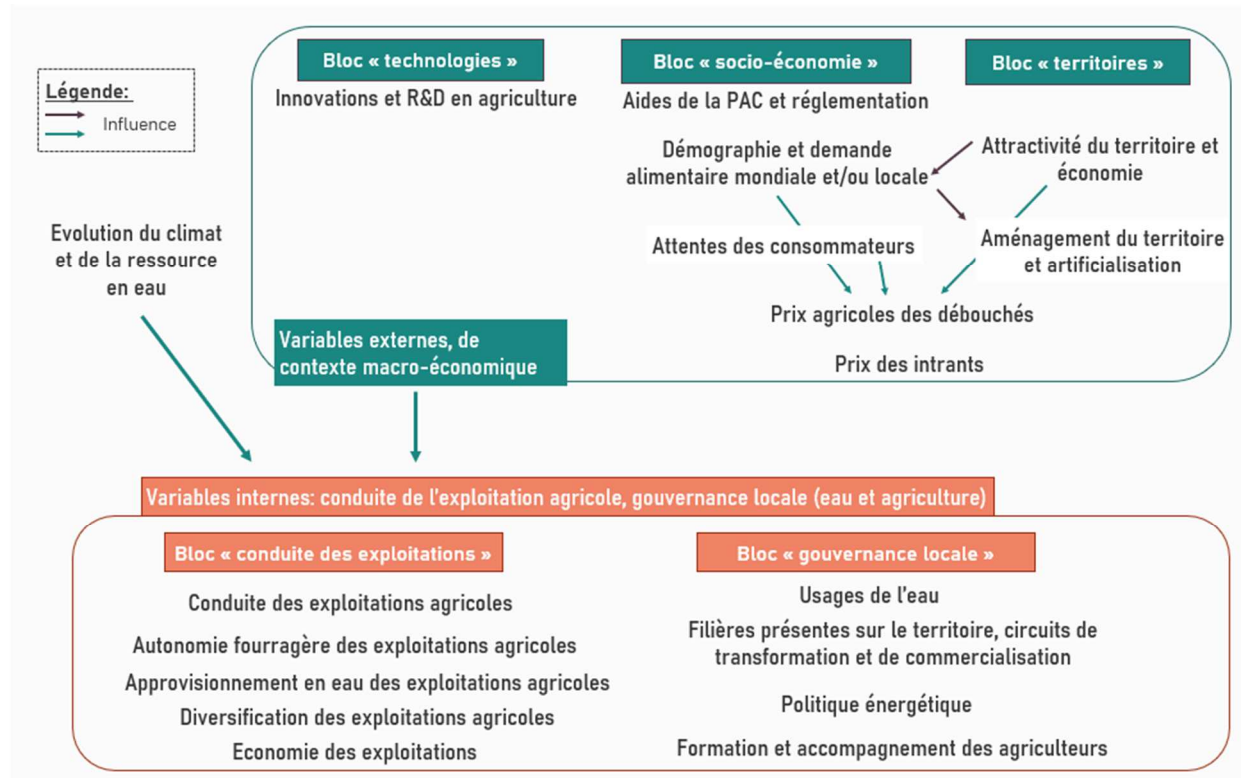 Légende:
Influence
Bloc « technologies »
Innovations et R&D en agriculture
Bloc « socio-économie »
Aides de la PAC et réglementation
Démographie et demande
alimentaire mondiale et/ou locale
Attentes des consommateurs
Bloc « territoires »
Attractivité du territoire et
économie
Aménagement du territoire
et artificialisation
Prix agricoles des débouchés
Prix des intrants
Evolution du climat
et de la ressource
en eau
Variables externes, de
contexte macro-économique
Variables internes: conduite de l'exploitation agricole, gouvernance locale (eau et agriculture)
Bloc « conduite des exploitations »
Conduite des exploitations agricoles
Autonomie fourragère des exploitations agricoles
Approvisionnement en eau des exploitations agricoles
Diversification des exploitations agricoles
Economie des exploitations
Bloc « gouvernance locale »
Usages de l'eau
Filières présentes sur le territoire, circuits de
transformation et de commercialisation
Politique énergétique
Formation et accompagnement des agriculteurs